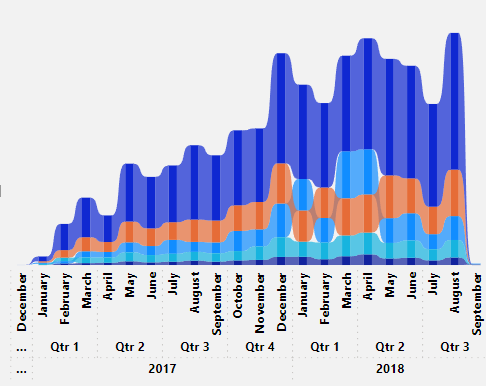 December January February March April May June July August September October November December January February March April May June July August September
... Qtr 1 Qtr 2 Qtr 3 Qtr 4 Qtr 1 Qtr 2 Qtr 3
... 2017 2018